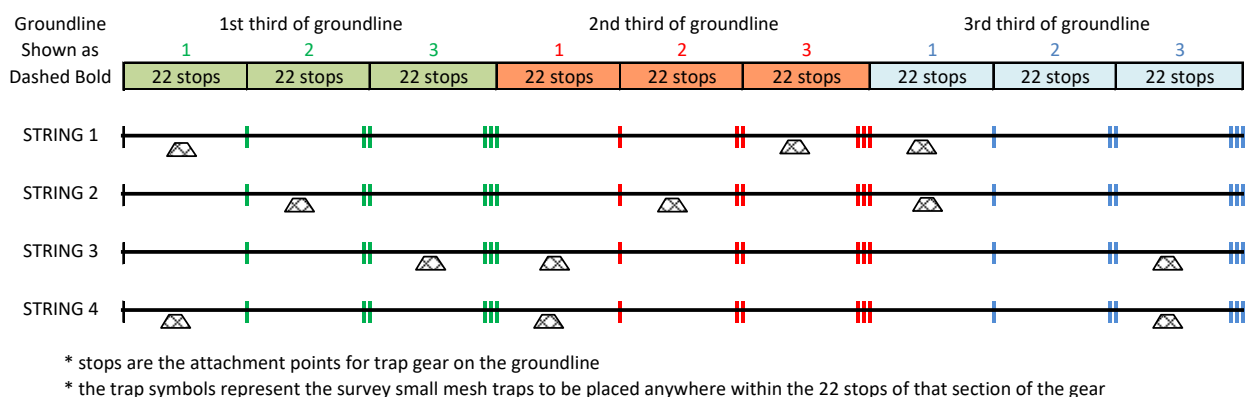 Groundline 1st third of groundline 2nd third of groundline 3rd third of groundline
Shown as 1 2 3 1 2 3 1 2 3
Dashed Bold 22 stops 22 stops 22 stops 22 stops 22 stops 22 stops 22 stops 22 stops 22 stops
STRING 1
STRING 2
STRING 3
STRING 4
* stops are the attachment points for trap gear on the groundline
* the trap symbols represent the survey small mesh traps to be placed anywhere within the 22 stops of that section of the gear